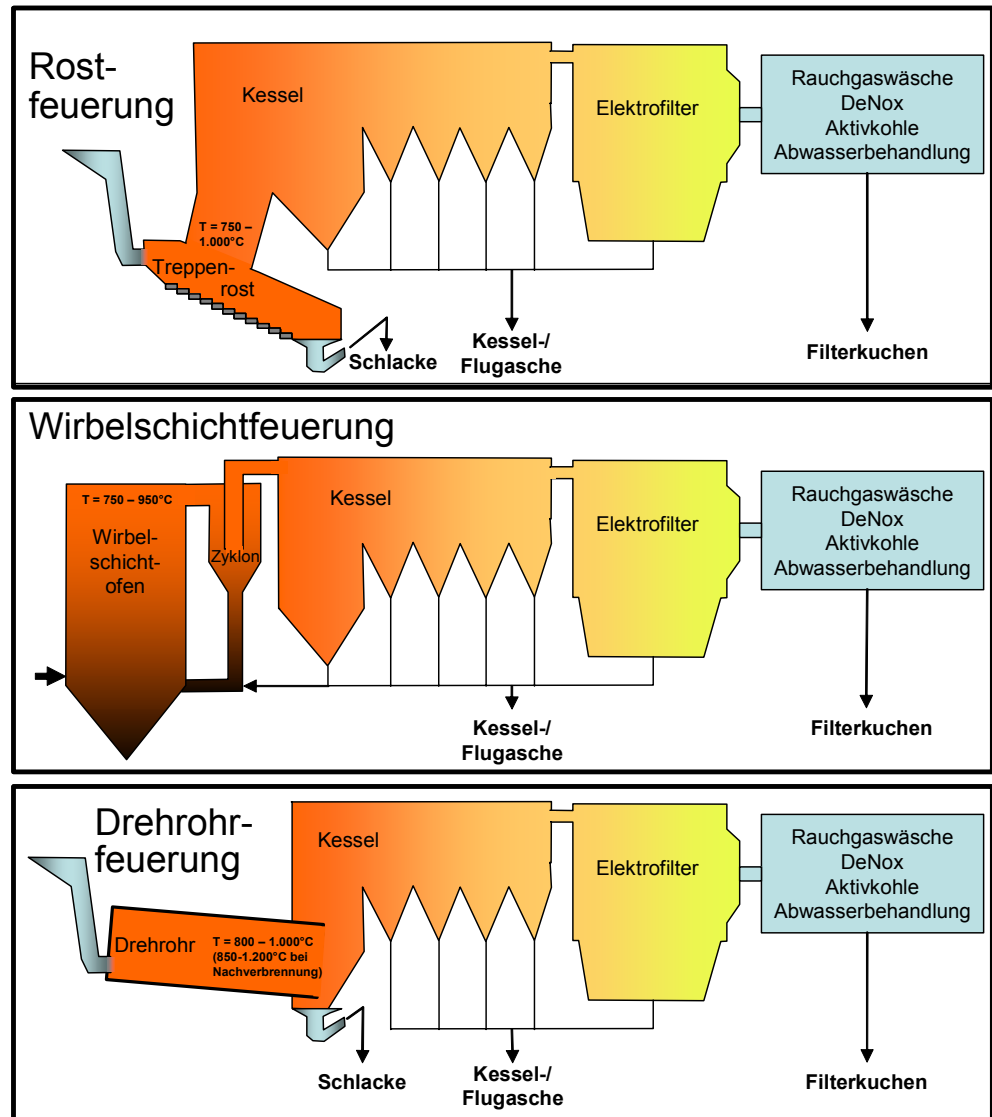 Rost-
feuerung
Kessel
Elektrofilter
Rauchgaswäsche
DeNox
Aktivkohle
Abwasserbehandlung
T = 750 –
1.000°C
Treppen-
rost
Schlacke
Kessel-/
Flugasche
Filterkuchen
Wirbelschichtfeuerung
T = 750 – 950°C
Wirbel-
schicht-
ofen
Zyklon
Kessel
Elektrofilter
Rauchgaswäsche
DeNox
Aktivkohle
Abwasserbehandlung
Kessel-/
Flugasche
Filterkuchen
Drehrohr-
feuerung
Kessel
Elektrofilter
Rauchgaswäsche
DeNox
Aktivkohle
Abwasserbehandlung
Drehrohr
T = 800 – 1.000°C
(850-1.200°C bei
Nachverbrennung)
Schlacke
Kessel-/
Flugasche
Filterkuchen